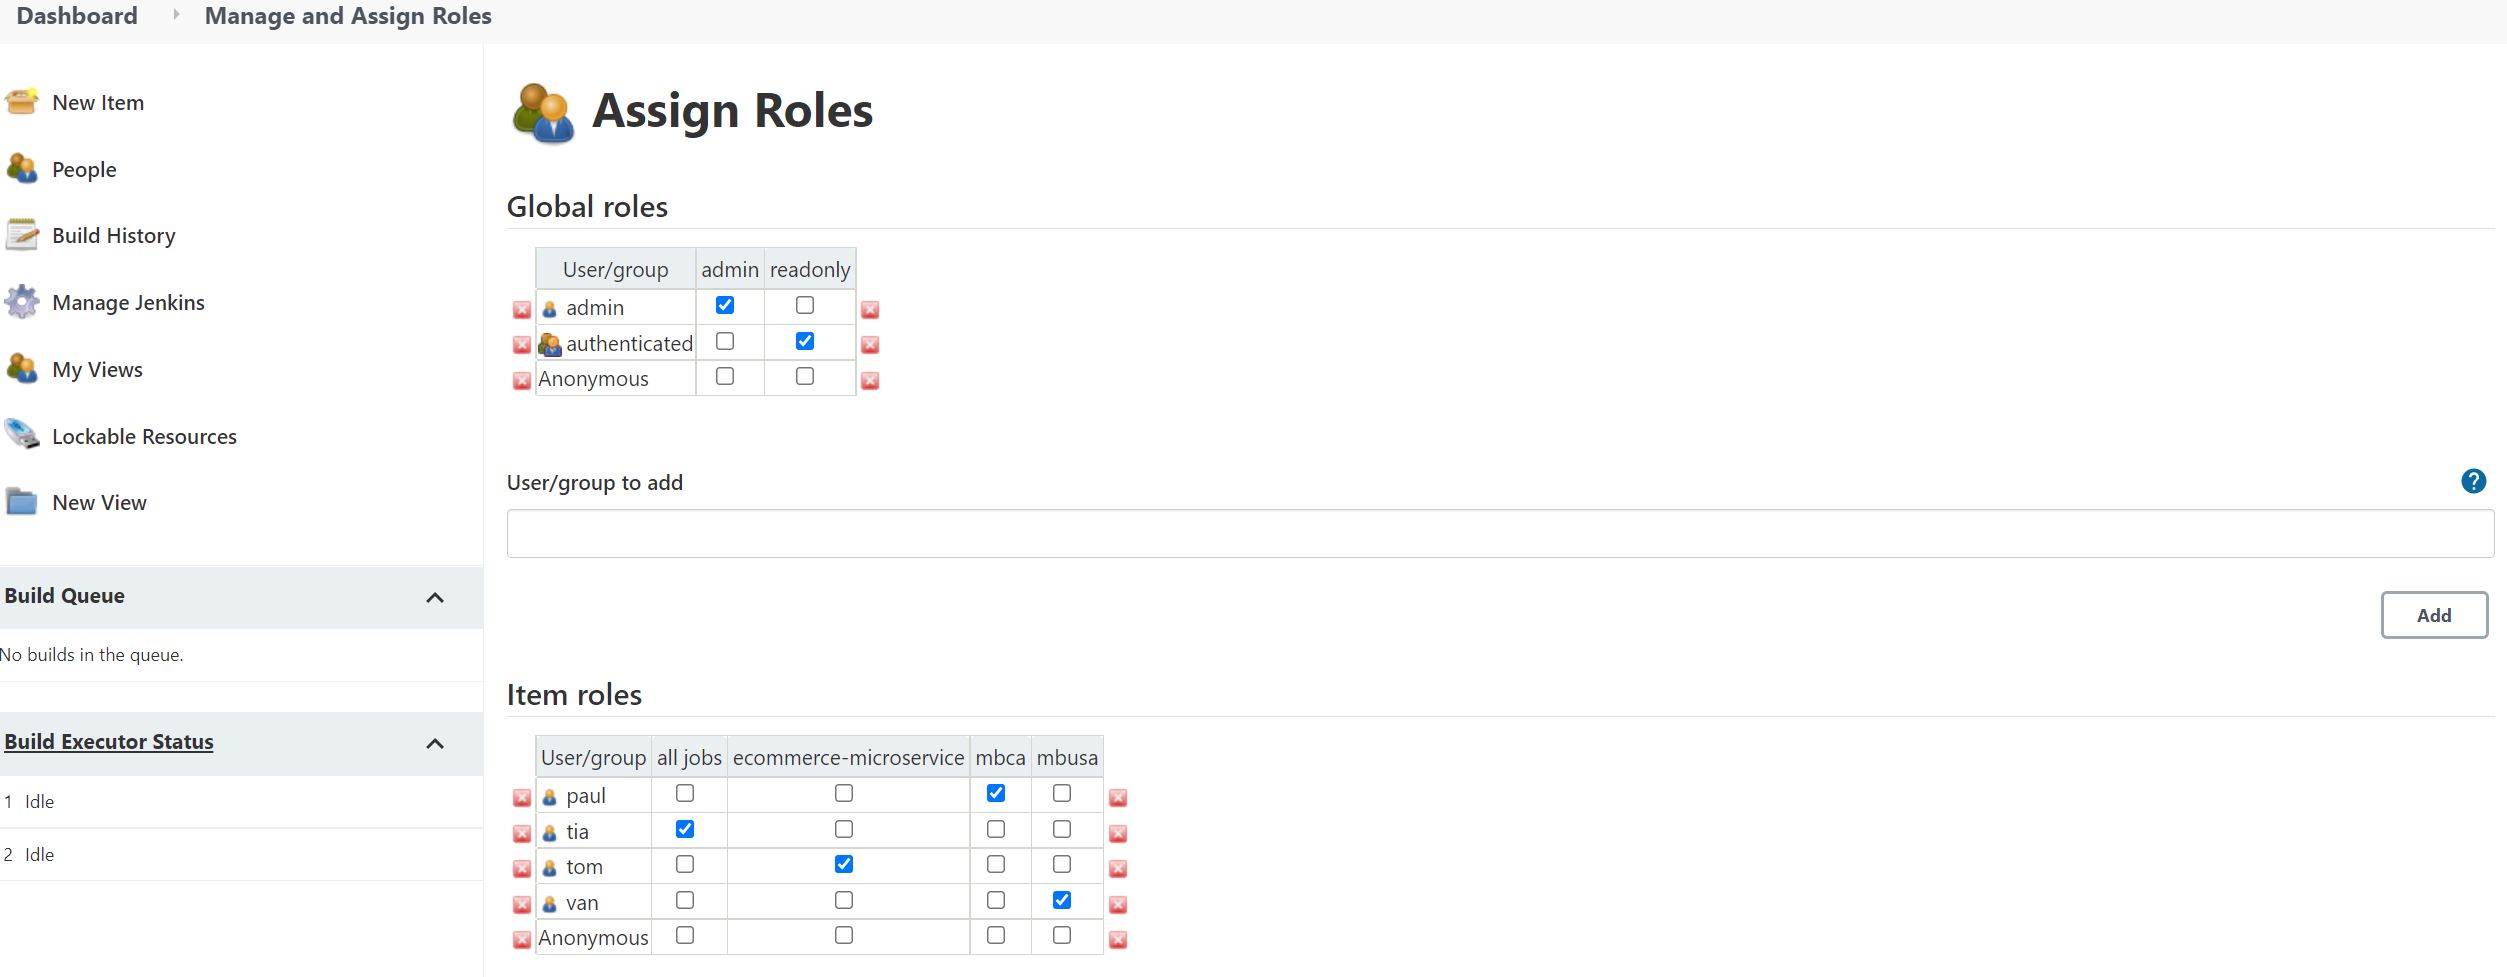 Dashboard Manage and Assign Roles
New Item
People
Build History
Manage Jenkins
My Views
Lockable Resources
New View
Build Queue
No builds in the queue.
Build Executor Status
1 Idle
2 Idle
Assign Roles
Global roles
User/group admin readonly
admin
authenticated
Anonymous
User/group to add
?
Add
Item roles
User/group all jobs ecommerce-microservice mbca mbusa
paul
tia
tom
van
Anonymous